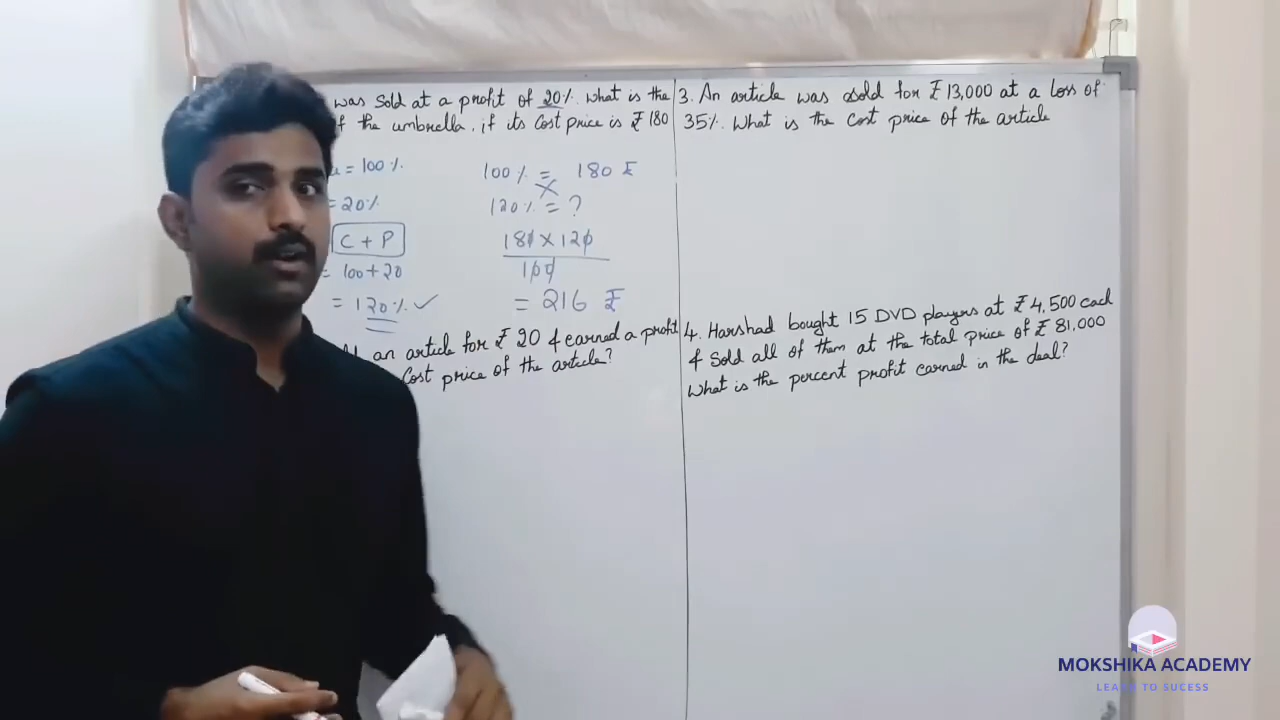 was sold at a profit of 20%. What is the
of the umbrella, if its Cost price is ₹ 180
= 100%
= 20%
C + P
= 100+20
= 120% ✓
100% = 180 ₹
120% = ?
180 × 120
100
= 216 ₹
an article for ₹ 20 & earned a profit
Cost price of the article?
3. An article was sold for ₹ 13,000 at a loss of
35%. What is the Cost price of the article
4. Harshad bought 15 DVD players at ₹ 4,500 each
& Sold all of them at the total price of ₹ 81,000
What is the percent profit earned in the deal?
MOKSHIKA ACADEMY
LEARN TO SUCESS